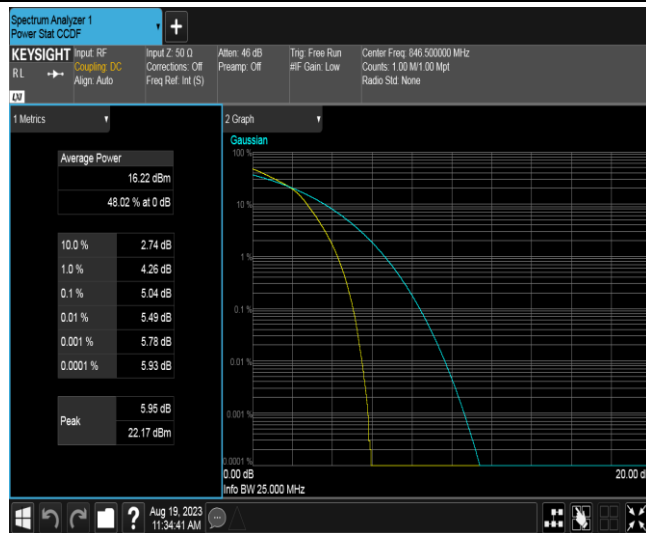 Spectrum Analyzer 1
Power Stat CCDF
+
KEYSIGHT
Input: RF
Input Z: 50 Ω
Atten: 46 dB
Trig: Free Run
Center Freq: 846.500000 MHz
RL
Coupling: DC
Corrections: Off
Preamp: Off
#IF Gain: Low
Counts: 1.00 M/1.00 Mpt
Align: Auto
Freq Ref: Int (S)
Radio Std: None
1 Metrics
2 Graph
Average Power
16.22 dBm
48.02 % at 0 dB
10.0 % 2.74 dB
1.0 % 4.26 dB
0.1 % 5.04 dB
0.01 % 5.49 dB
0.001 % 5.78 dB
0.0001 % 5.93 dB
Peak
5.95 dB
22.17 dBm
Gaussian
100 %
10 %
1 %
0.1 %
0.01 %
0.001 %
0.0001 %
0.00 dB
20.00 d
Info BW 25.000 MHz
?
Aug 19, 2023
11:34:41 AM